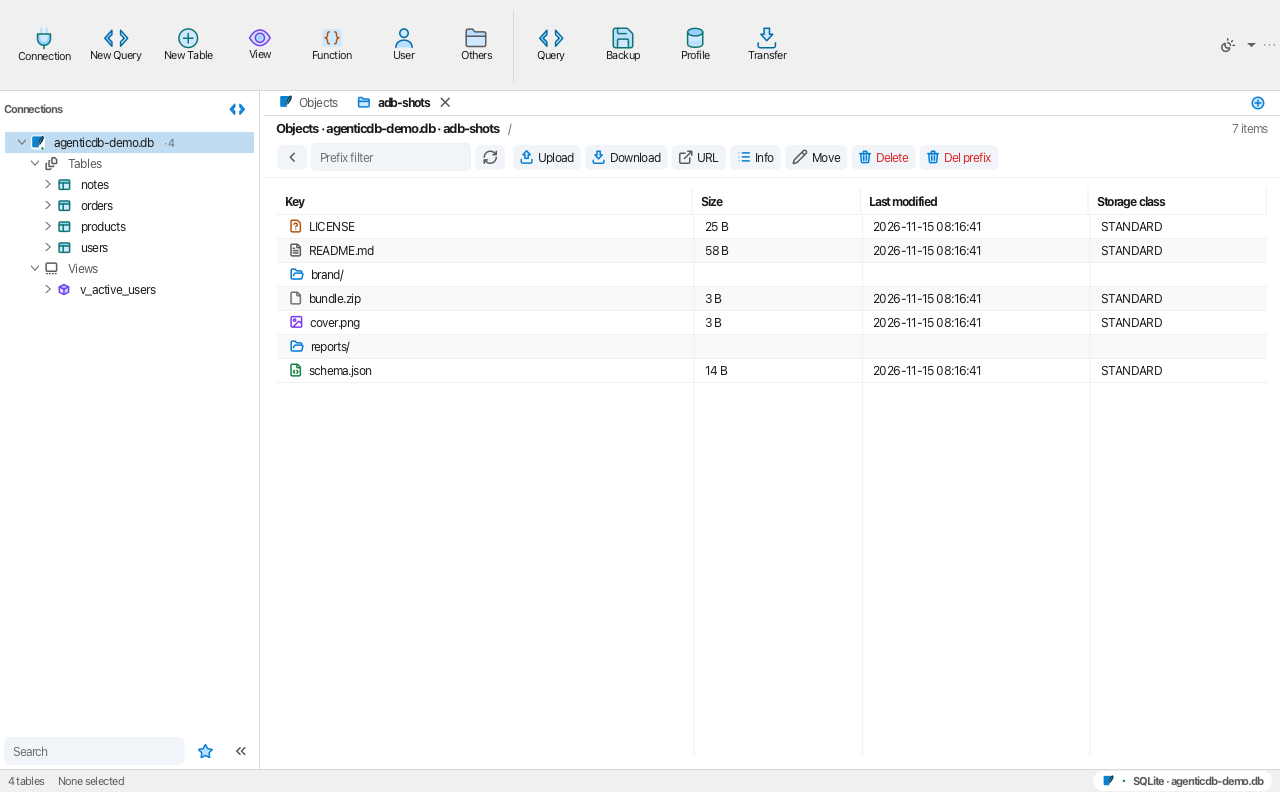 Connection New Query New Table View Function User Others Query Backup Profile Transfer
Connections
Objects adb-shots
agenticdb-demo.db · 4
Tables
notes
orders
products
users
Views
v_active_users
Objects · agenticdb-demo.db · adb-shots / 7 items
Prefix filter Upload Download URL Info Move Delete Del prefix
Key Size Last modified Storage class
LICENSE 25 B 2026-11-15 08:16:41 STANDARD
README.md 58 B 2026-11-15 08:16:41 STANDARD
brand/
bundle.zip 3 B 2026-11-15 08:16:41 STANDARD
cover.png 3 B 2026-11-15 08:16:41 STANDARD
reports/
schema.json 14 B 2026-11-15 08:16:41 STANDARD
Search
4 tables None selected SQLite · agenticdb-demo.db